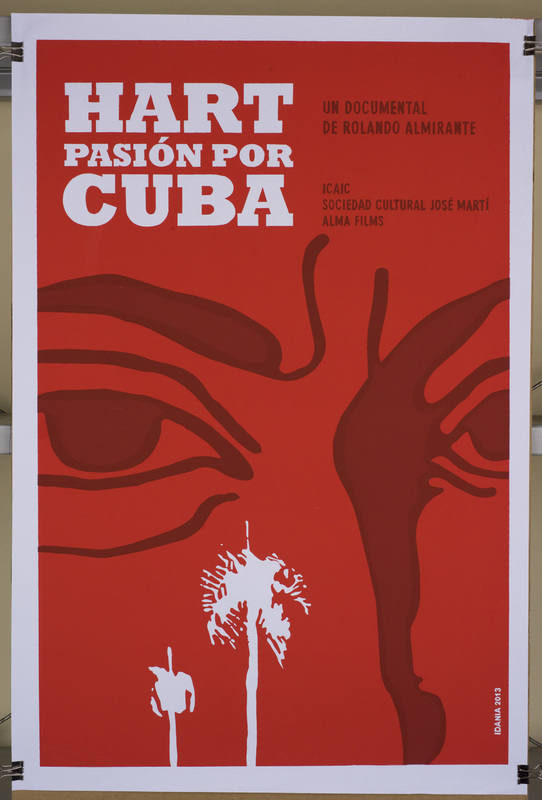 HART
PASIÓN POR
CUBA
UN DOCUMENTAL
DE ROLANDO ALMIRANTE
ICAIC
SOCIEDAD CULTURAL JOSÉ MARTÍ
ALMA FILMS
IDANIA 2013